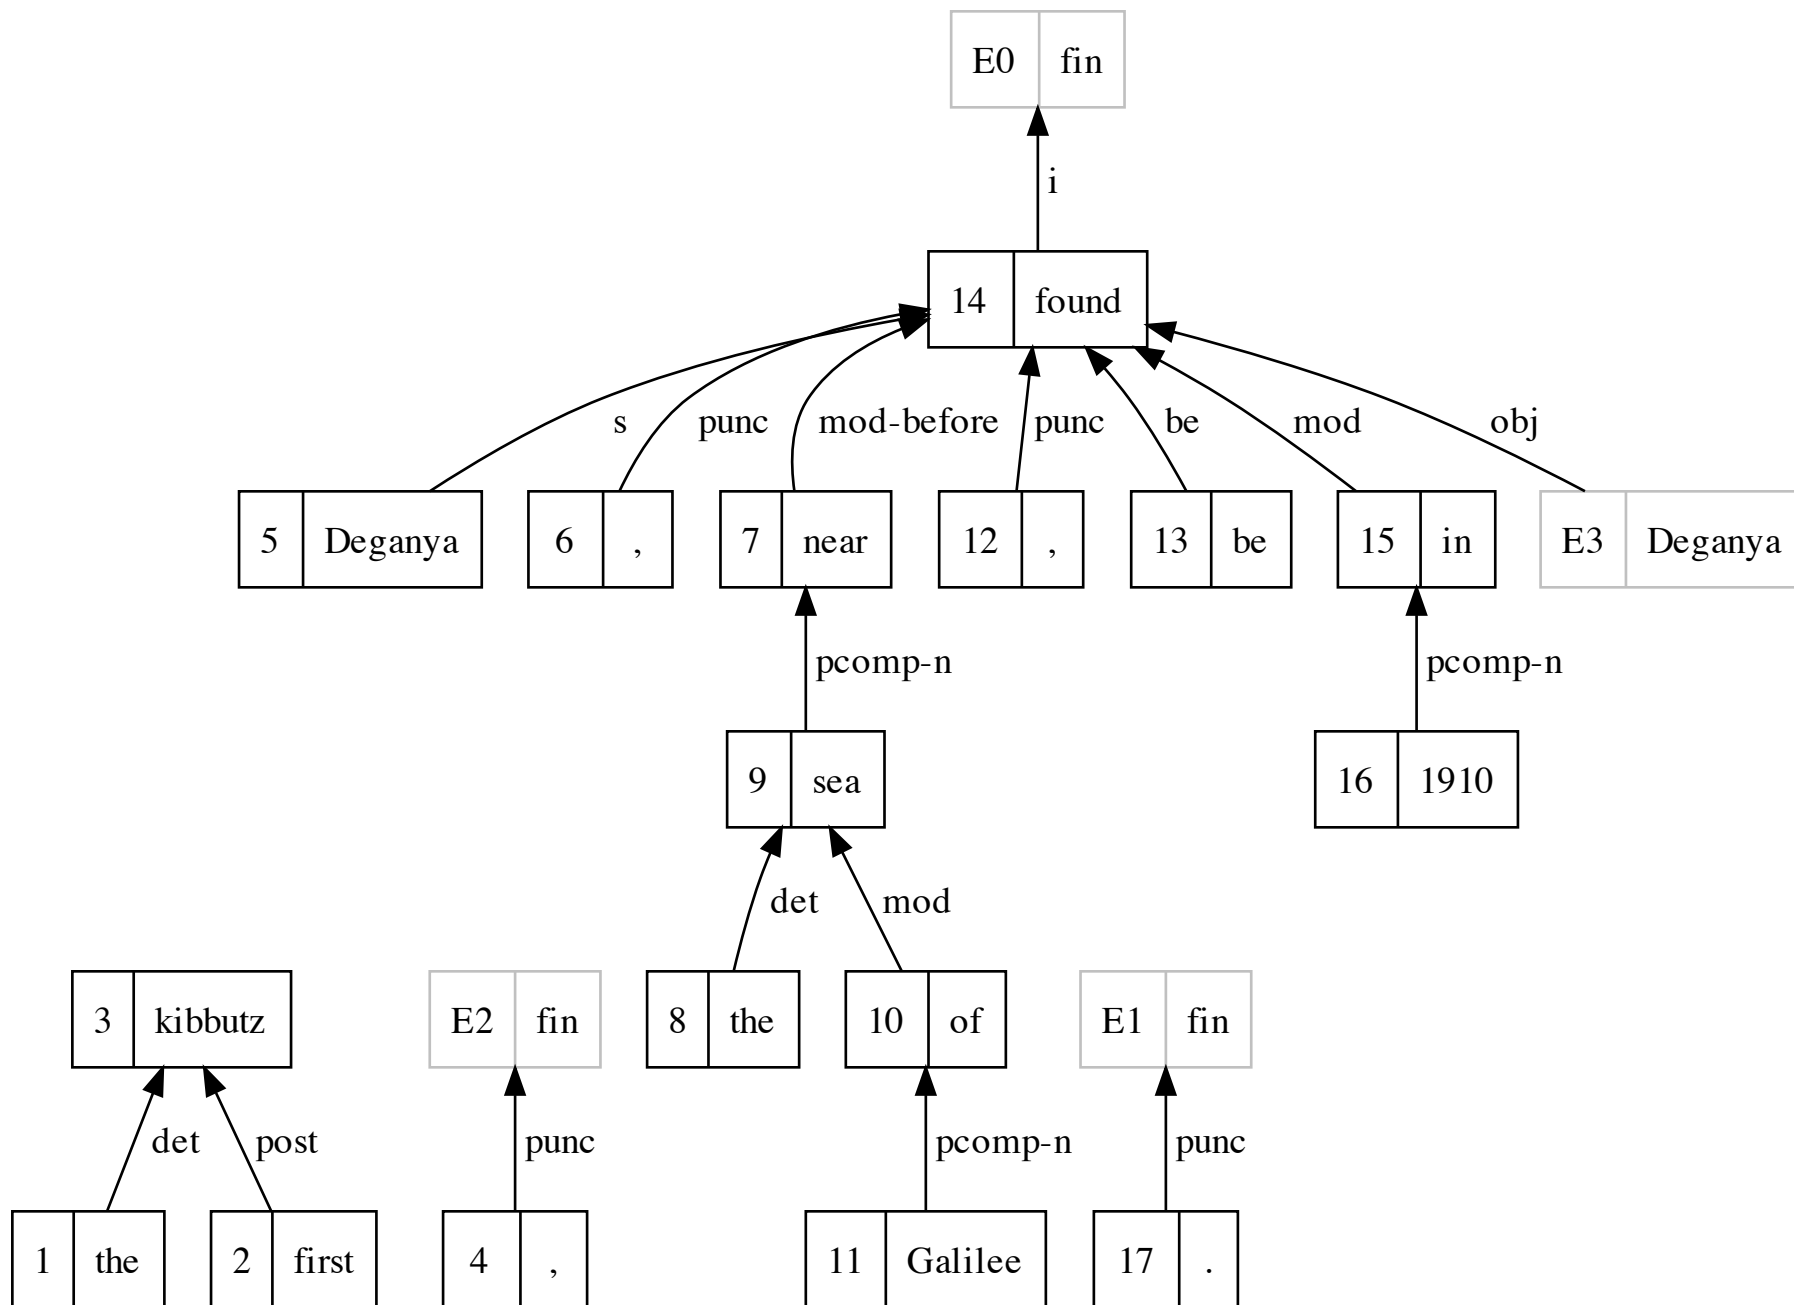 E0 fin
i
14 found
s punc mod-before punc be mod obj
5 Deganya 6 , 7 near 12 , 13 be 15 in E3 Deganya
pcomp-n pcomp-n
9 sea 16 1910
det mod
3 kibbutz E2 fin 8 the 10 of E1 fin
det post punc pcomp-n punc
1 the 2 first 4 , 11 Galilee 17 .